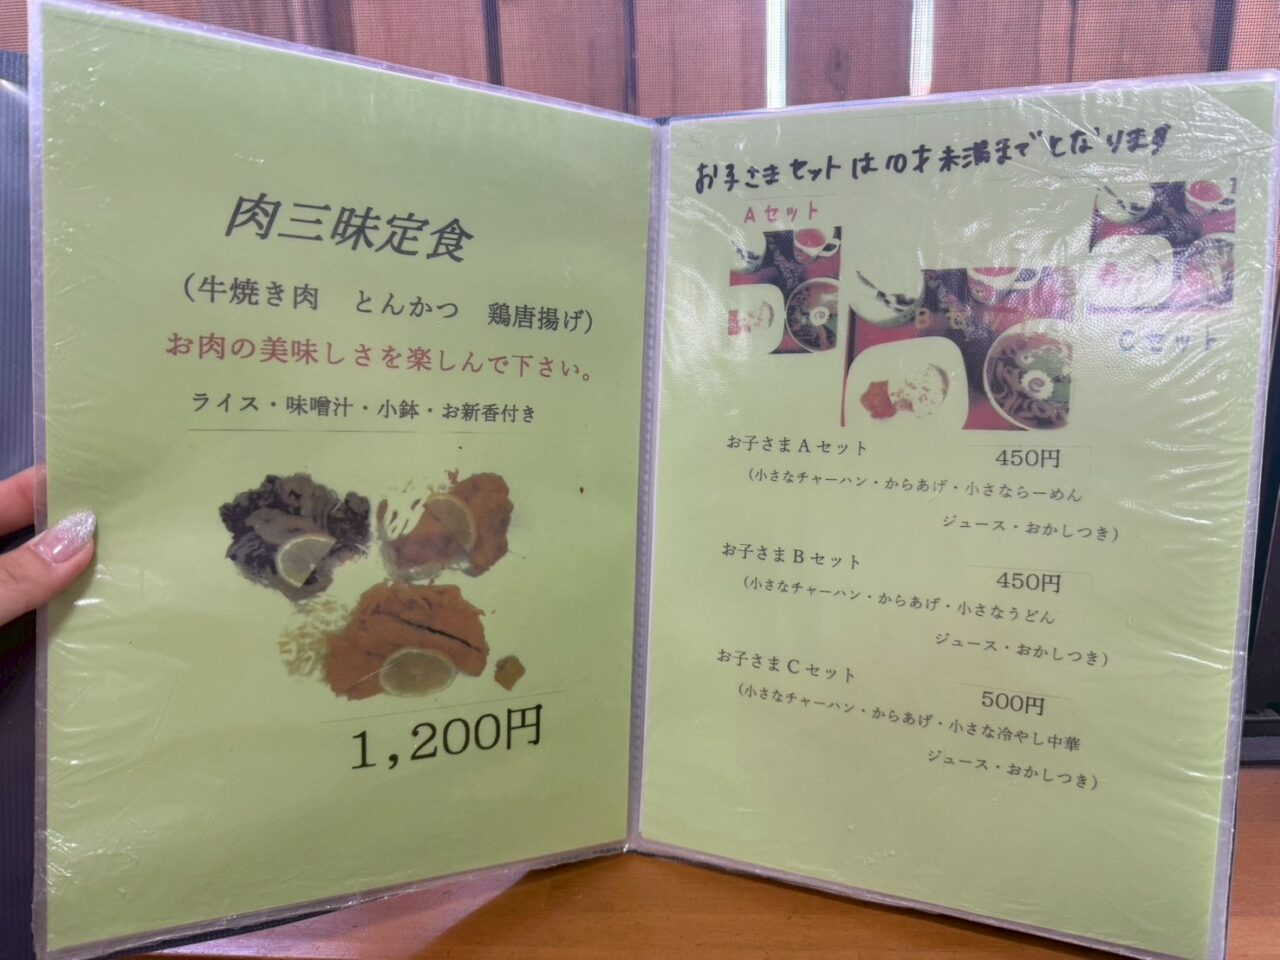 肉三昧定食
（牛焼き肉　とんかつ　鶏唐揚げ）
お肉の美味しさを楽しんで下さい。
ライス・味噌汁・小鉢・お新香付き
1,200円
お子さまセットは10才未満までとなります
Aセット
Cセット
お子さまAセット
450円
（小さなチャーハン・からあげ・小さならーめん
ジュース・おかしつき）
お子さまBセット
450円
（小さなチャーハン・からあげ・小さなうどん
ジュース・おかしつき）
お子さまCセット
500円
（小さなチャーハン・からあげ・小さな冷やし中華
ジュース・おかしつき）